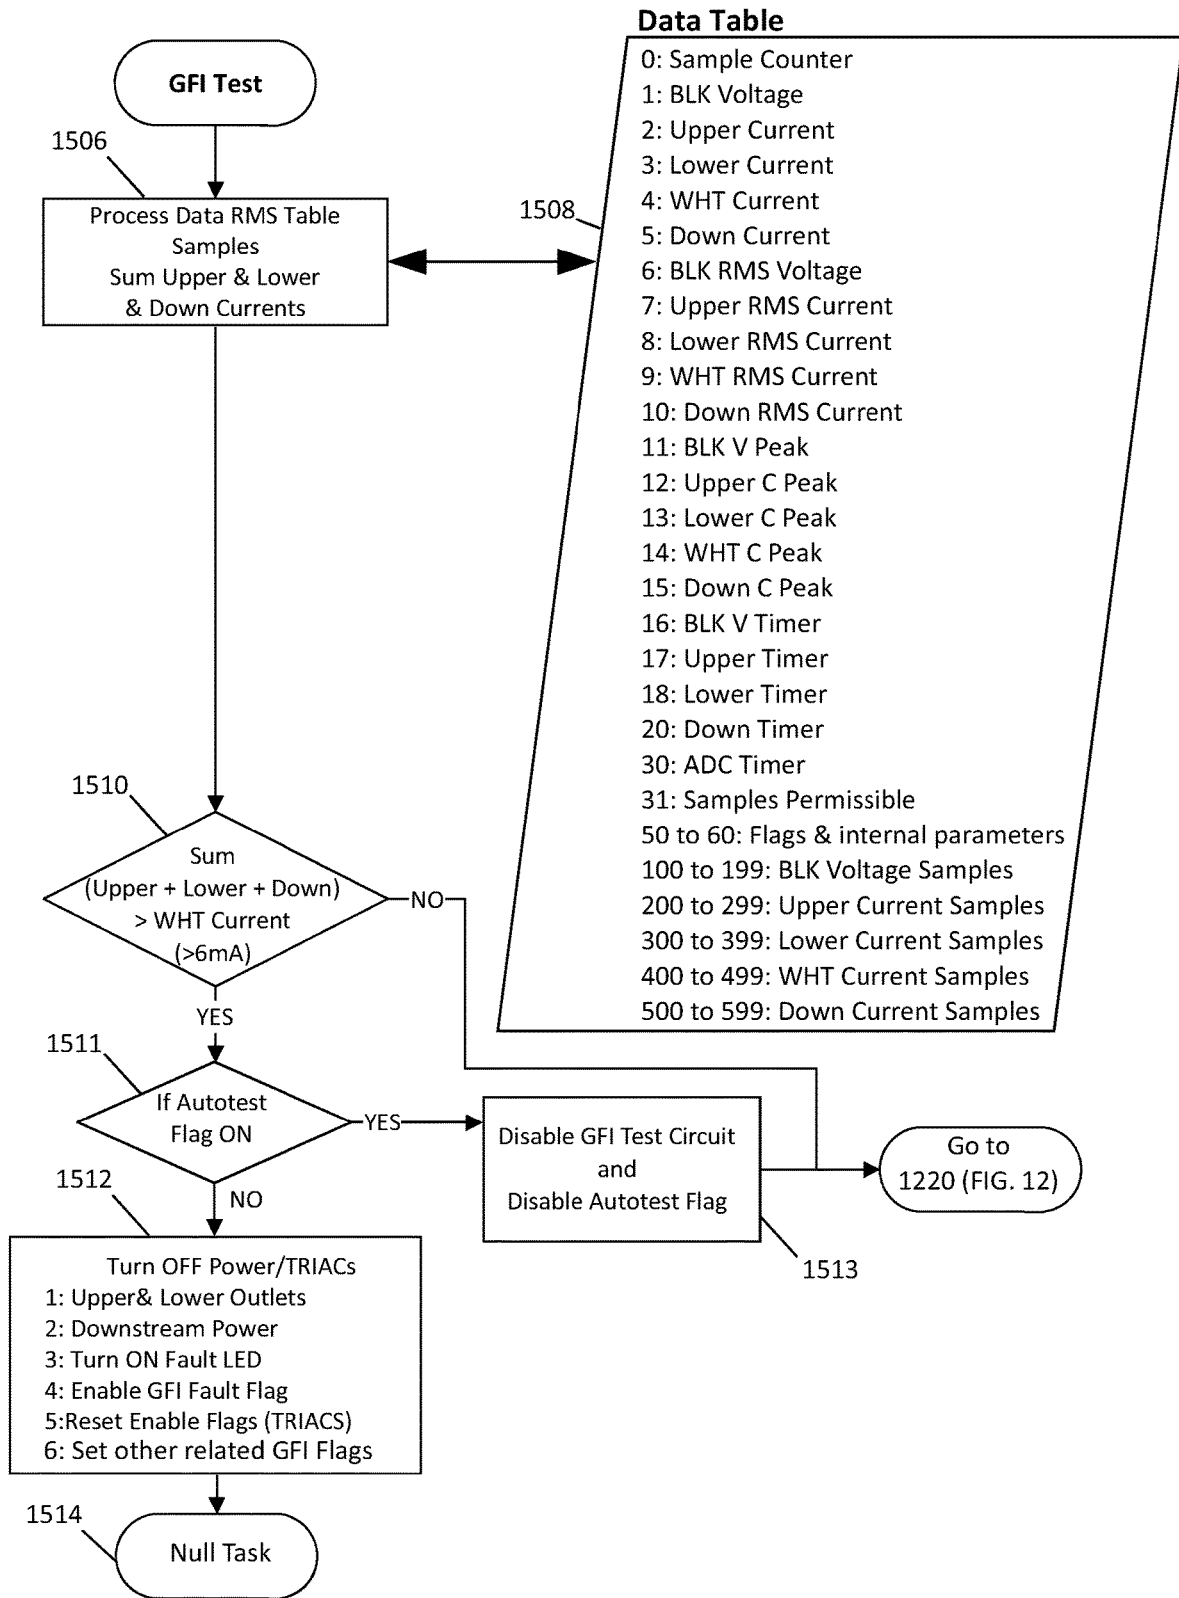 Data Table
GFI Test
1506
Process Data RMS Table
Samples
Sum Upper & Lower
& Down Currents
1508
0: Sample Counter
1: BLK Voltage
2: Upper Current
3: Lower Current
4: WHT Current
5: Down Current
6: BLK RMS Voltage
7: Upper RMS Current
8: Lower RMS Current
9: WHT RMS Current
10: Down RMS Current
11: BLK V Peak
12: Upper C Peak
13: Lower C Peak
14: WHT C Peak
15: Down C Peak
16: BLK V Timer
17: Upper Timer
18: Lower Timer
20: Down Timer
30: ADC Timer
31: Samples Permissible
50 to 60: Flags & internal parameters
100 to 199: BLK Voltage Samples
200 to 299: Upper Current Samples
300 to 399: Lower Current Samples
400 to 499: WHT Current Samples
500 to 599: Down Current Samples
1510
Sum
(Upper + Lower + Down)
> WHT Current
(>6mA)
NO
YES
1511
If Autotest
Flag ON
YES
NO
Disable GFI Test Circuit
and
Disable Autotest Flag
1513
Go to
1220 (FIG. 12)
1512
Turn OFF Power/TRIACs
1: Upper& Lower Outlets
2: Downstream Power
3: Turn ON Fault LED
4: Enable GFI Fault Flag
5:Reset Enable Flags (TRIACS)
6: Set other related GFI Flags
1514
Null Task